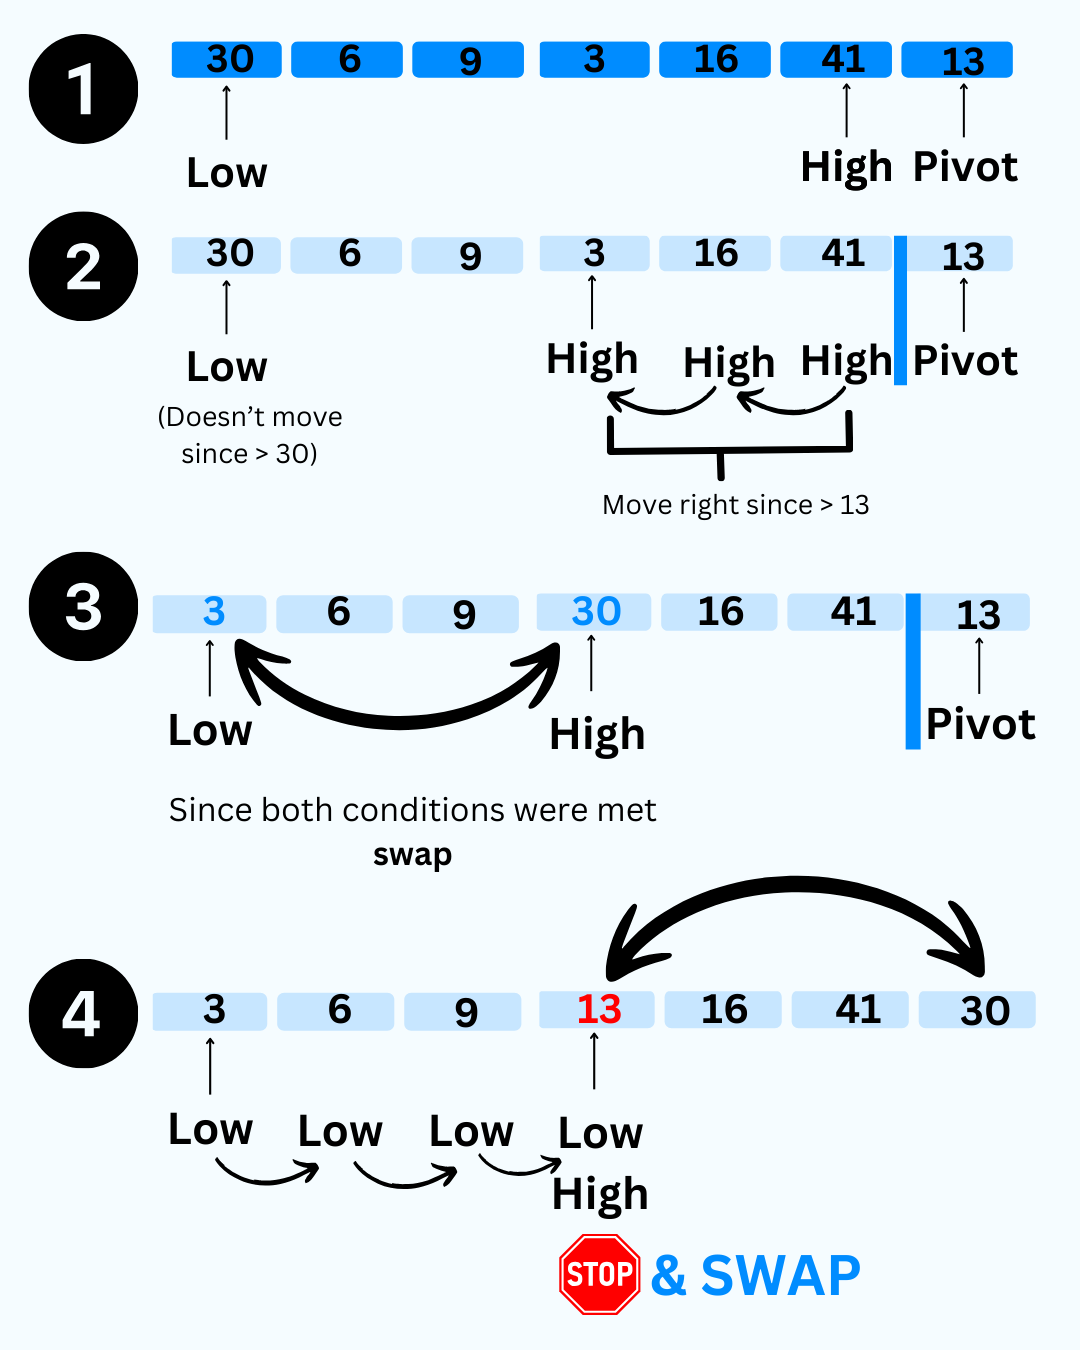 1
30 6 9 3 16 41 13
Low High Pivot
2
30 6 9 3 16 41 13
Low High High High Pivot
(Doesn't move
since > 30)
Move right since > 13
3
3 6 9 30 16 41 13
Low High Pivot
Since both conditions were met
swap
4
3 6 9 13 16 41 30
Low Low Low Low
High
STOP & SWAP